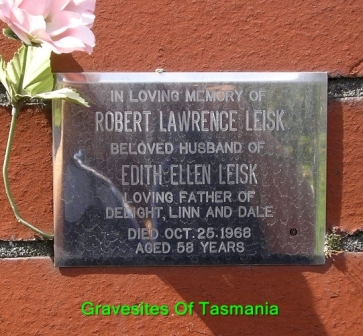 IN LOVING MEMORY OF
ROBERT LAWRENCE LEISK
BELOVED HUSBAND OF
EDITH ELLEN LEISK
LOVING FATHER OF
DELIGHT, LINN AND DALE
DIED OCT. 25. 1968
AGED 58 YEARS
Gravesites Of Tasmania